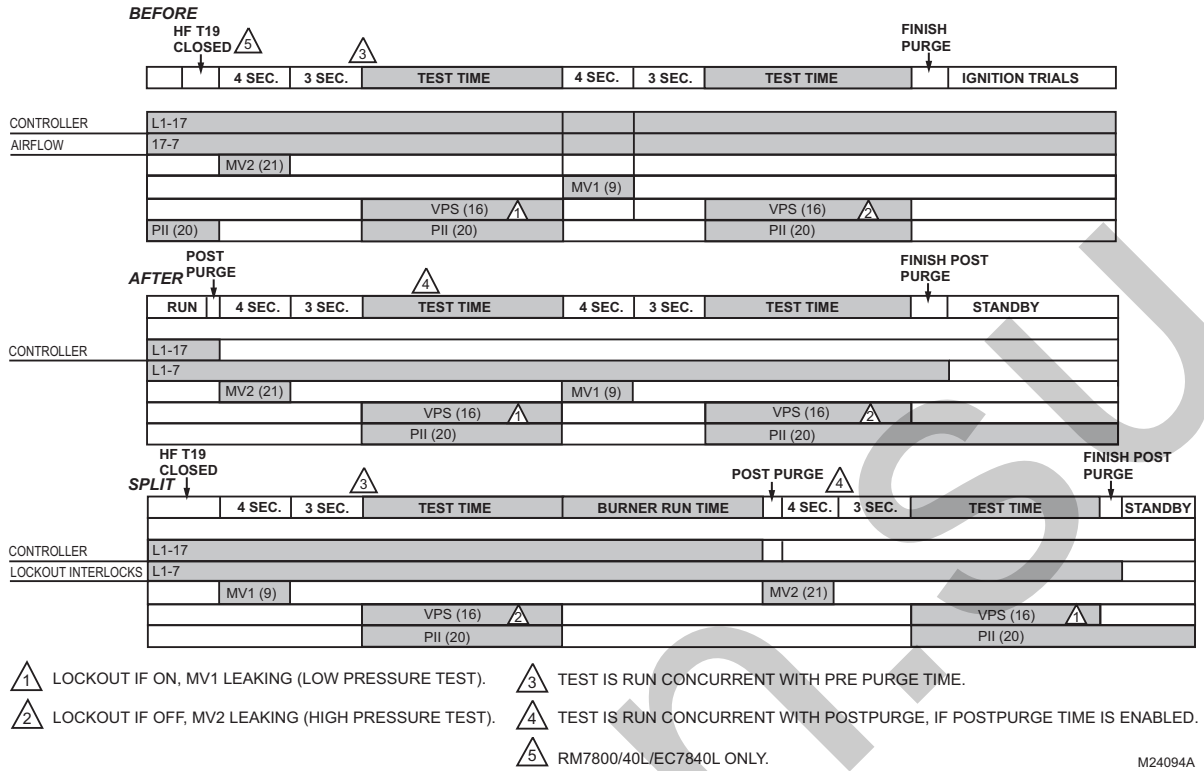 BEFORE
HF T19
CLOSED
5
3
FINISH
PURGE
4 SEC. 3 SEC. TEST TIME 4 SEC. 3 SEC. TEST TIME IGNITION TRIALS
CONTROLLER L1-17
AIRFLOW 17-7
MV2 (21)
MV1 (9)
VPS (16) 1 VPS (16) 2
PII (20) PII (20) PII (20)
POST
PURGE
AFTER
4
FINISH POST
PURGE
RUN 4 SEC. 3 SEC. TEST TIME 4 SEC. 3 SEC. TEST TIME STANDBY
CONTROLLER L1-17
L1-7
MV2 (21) MV1 (9)
VPS (16) 1 VPS (16) 2
PII (20) PII (20)
HF T19
CLOSED
SPLIT
3
POST PURGE
4
FINISH POST
PURGE
4 SEC. 3 SEC. TEST TIME BURNER RUN TIME 4 SEC. 3 SEC. TEST TIME STANDBY
CONTROLLER L1-17
LOCKOUT INTERLOCKS L1-7
MV1 (9) MV2 (21)
VPS (16) 2 VPS (16) 1
PII (20) PII (20)
1 LOCKOUT IF ON, MV1 LEAKING (LOW PRESSURE TEST).
2 LOCKOUT IF OFF, MV2 LEAKING (HIGH PRESSURE TEST).
3 TEST IS RUN CONCURRENT WITH PRE PURGE TIME.
4 TEST IS RUN CONCURRENT WITH POSTPURGE, IF POSTPURGE TIME IS ENABLED.
5 RM7800/40L/EC7840L ONLY.
M24094A
n.su